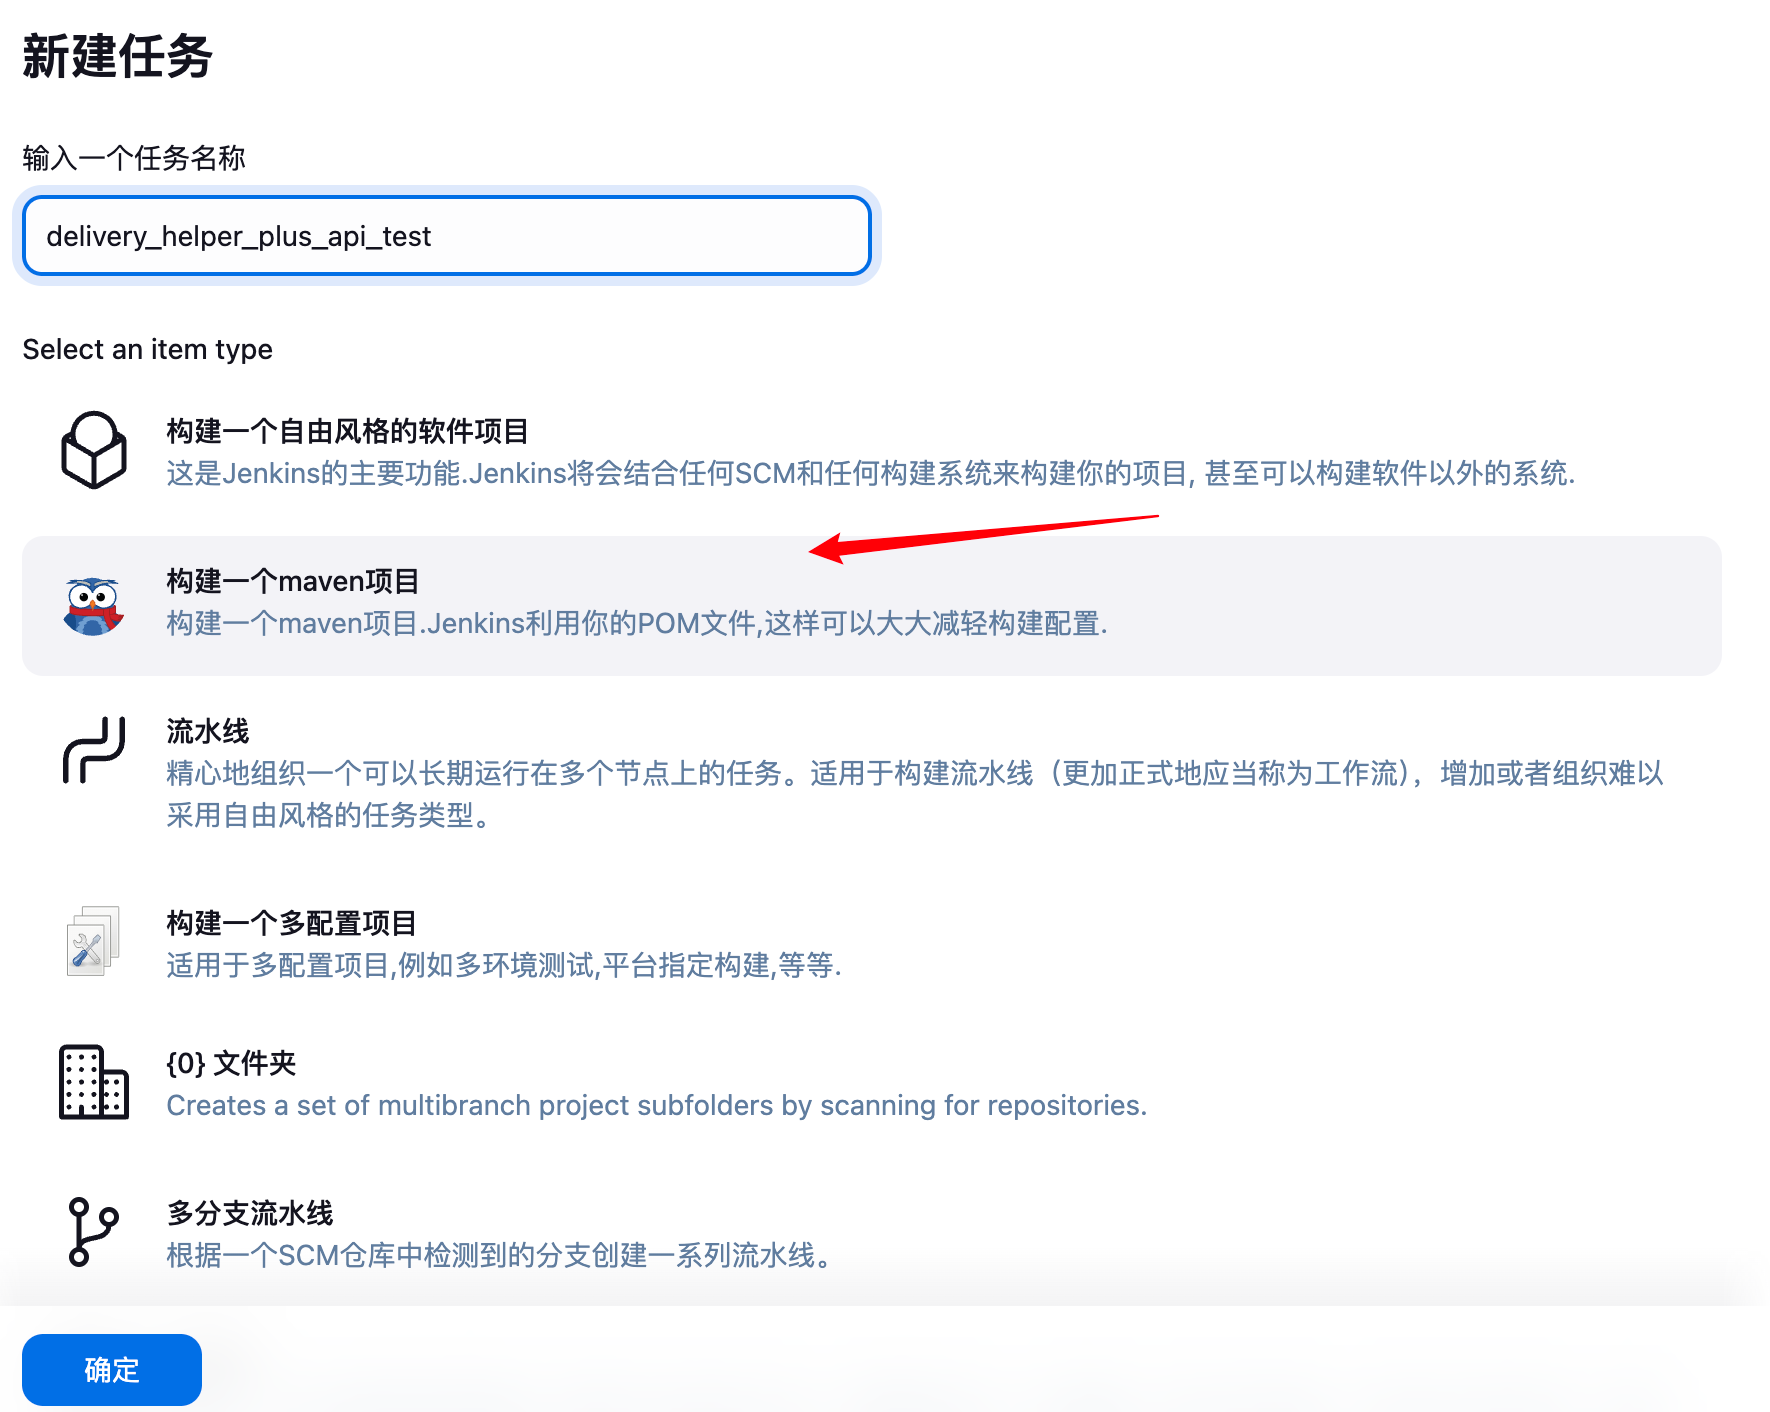 新建任务
输入一个任务名称
delivery_helper_plus_api_test
Select an item type
构建一个自由风格的软件项目
这是Jenkins的主要功能.Jenkins将会结合任何SCM和任何构建系统来构建你的项目, 甚至可以构建软件以外的系统.
构建一个maven项目
构建一个maven项目.Jenkins利用你的POM文件,这样可以大大减轻构建配置.
流水线
精心地组织一个可以长期运行在多个节点上的任务。适用于构建流水线（更加正式地应当称为工作流），增加或者组织难以
采用自由风格的任务类型。
构建一个多配置项目
适用于多配置项目,例如多环境测试,平台指定构建,等等.
{0} 文件夹
Creates a set of multibranch project subfolders by scanning for repositories.
多分支流水线
根据一个SCM仓库中检测到的分支创建一系列流水线。
确定